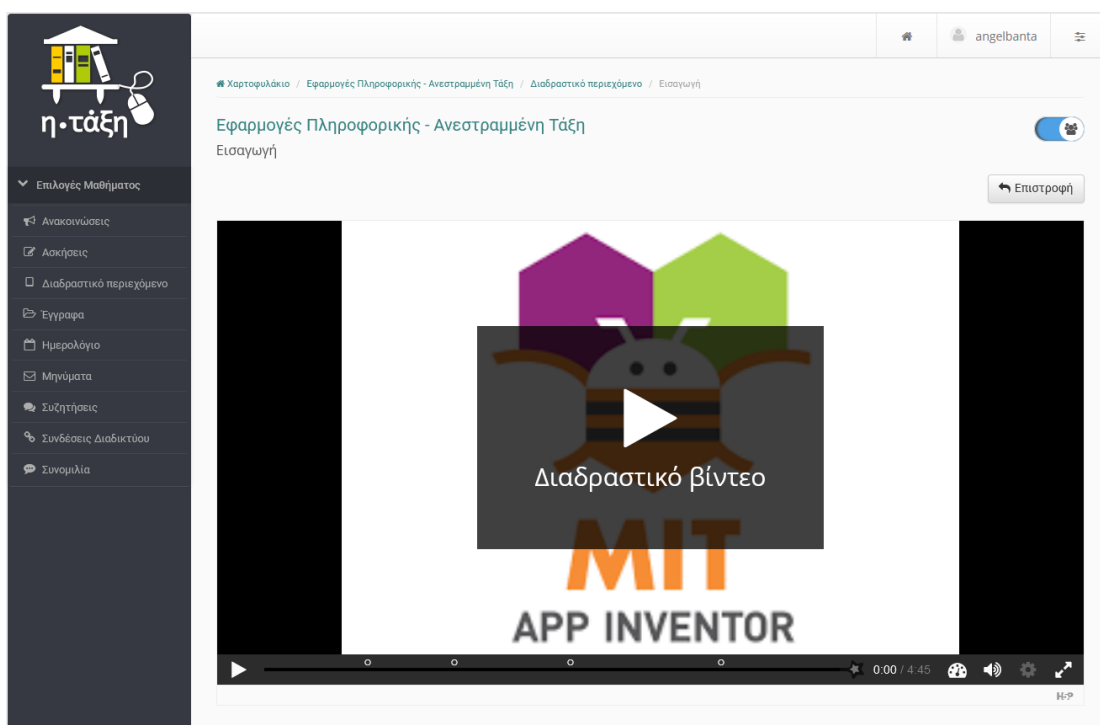 η•τάξη
angelbanta
Χαρτοφυλάκιο / Εφαρμογές Πληροφορικής - Ανεστραμμένη Τάξη / Διαδραστικό περιεχόμενο / Εισαγωγή
Εφαρμογές Πληροφορικής - Ανεστραμμένη Τάξη
Εισαγωγή
Επιστροφή
Επιλογές Μαθήματος
Ανακοινώσεις
Ασκήσεις
Διαδραστικό περιεχόμενο
Έγγραφα
Ημερολόγιο
Μηνύματα
Συζητήσεις
Συνδέσεις Διαδικτύου
Συνομιλία
Διαδραστικό βίντεο
MIT
APP INVENTOR
0:00 / 4:45
H-P